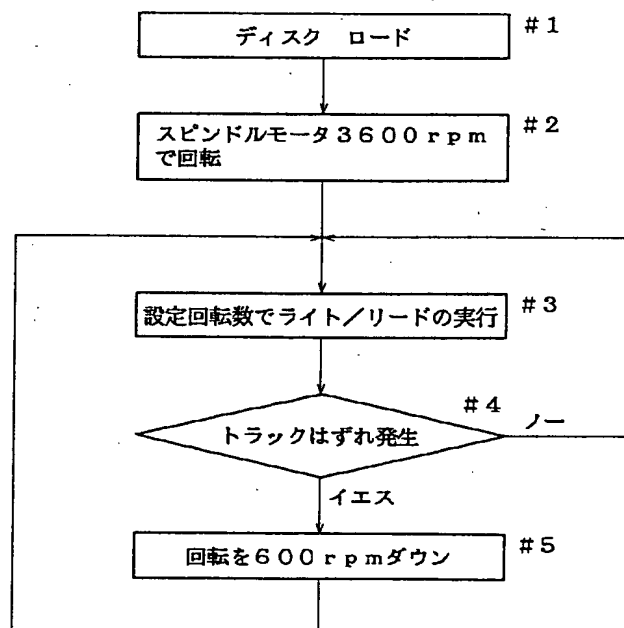 ディスク ロード
#1
スピンドルモータ3600rpm
で回転
#2
設定回転数でライト/リードの実行
#3
トラックはずれ発生
#4
ノー
イエス
回転を600rpmダウン
#5